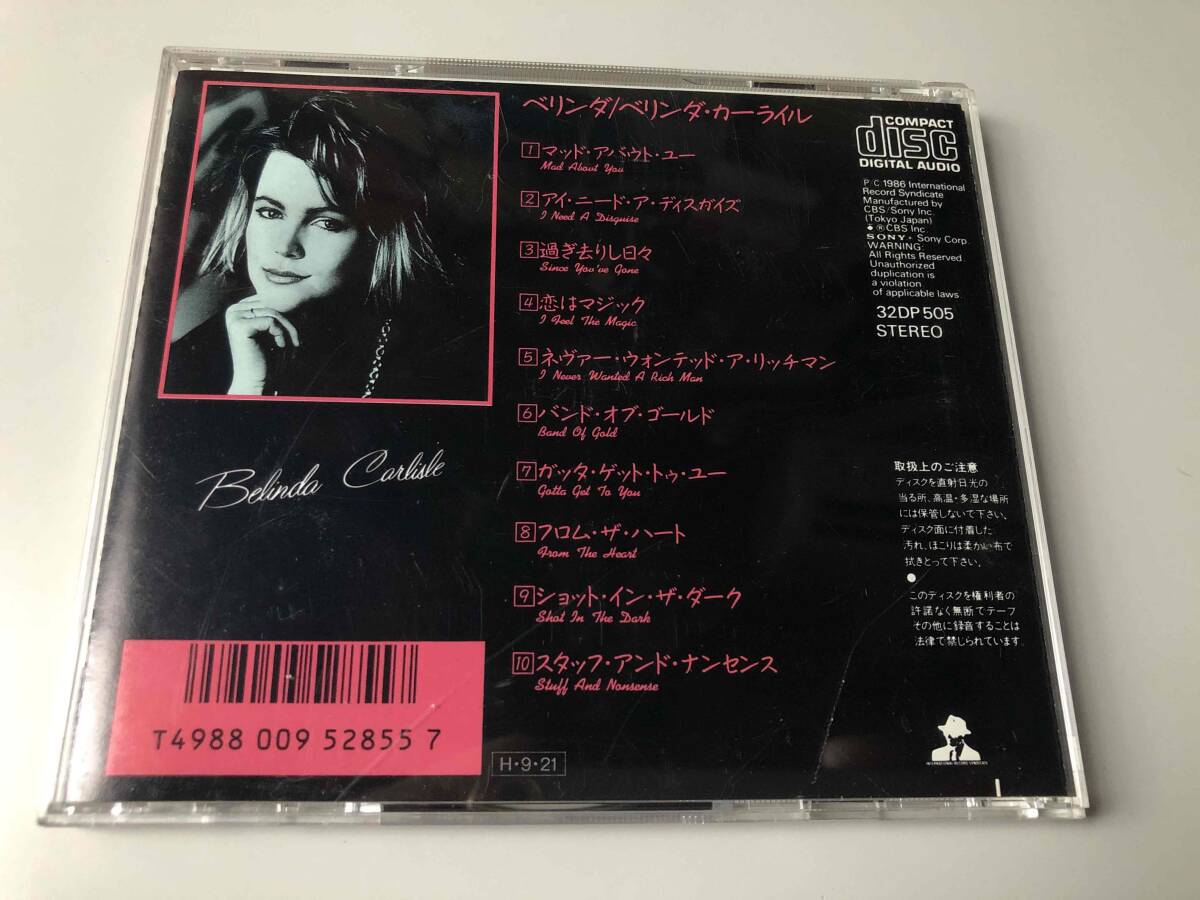 ベリンダ/ベリンダ・カーライル
1 マッド・アバウト・ユー
Mad About You
2 アイ・ニード・ア・ディスガイズ
I Need A Disguise
3 過ぎ去りし日々
Since You've Gone
4 恋はマジック
I Feel The Magic
5 ネヴァー・ウォンテッド・ア・リッチマン
I Never Wanted A Rich Man
6 バンド・オブ・ゴールド
Band Of Gold
7 ガッタ・ゲット・トゥ・ユー
Gotta Get To You
8 フロム・ザ・ハート
From The Heart
9 ショット・イン・ザ・ダーク
Shot In The Dark
10 スタッフ・アンド・ナンセンス
Stuff And Nonsense
Belinda Carlisle
T4988 009 52855 7
H・9・21
COMPACT
disc
DIGITAL AUDIO
P/C 1986 International
Record Syndicate
Manufactured by
CBS/Sony Inc.
(Tokyo Japan)
®CBS Inc.
SONY Sony Corp.
WARNING:
All Rights Reserved.
Unauthorized
duplication is
a violation
of applicable laws
32DP 505
STEREO
取扱上のご注意
ディスクを直射日光の
当る所、高温・多湿な場所
には保管しないで下さい。
ディスク面に付着した
汚れ、ほこりは柔かい布で
拭きとって下さい。
●
このディスクを権利者の
許諾なく無断でテープ
その他に録音することは
法律で禁じられています。
INTERNATIONAL RECORD SYNDICATE